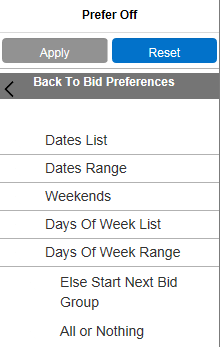 Prefer Off
Apply
Reset
Back To Bid Preferences
Dates List
Dates Range
Weekends
Days Of Week List
Days Of Week Range
Else Start Next Bid
Group
All or Nothing